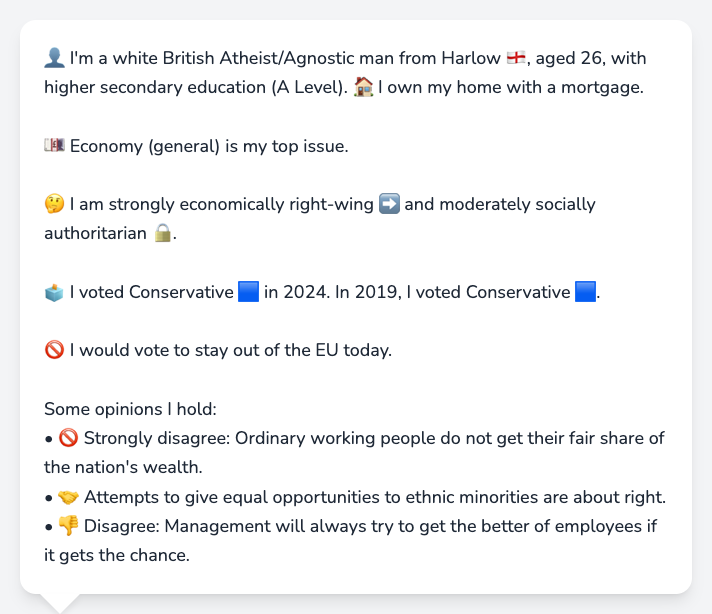 👤 I'm a white British Atheist/Agnostic man from Harlow 🏴󠁧󠁢󠁥󠁮󠁧󠁿, aged 26, with
higher secondary education (A Level). 🏠 I own my home with a mortgage.
💷 Economy (general) is my top issue.
🤔 I am strongly economically right-wing ➡️ and moderately socially
authoritarian 🔒.
🗳️ I voted Conservative 🟦 in 2024. In 2019, I voted Conservative 🟦.
🚫 I would vote to stay out of the EU today.
Some opinions I hold:
• 🚫 Strongly disagree: Ordinary working people do not get their fair share of
the nation's wealth.
• 🤝 Attempts to give equal opportunities to ethnic minorities are about right.
• 👎 Disagree: Management will always try to get the better of employees if
it gets the chance.